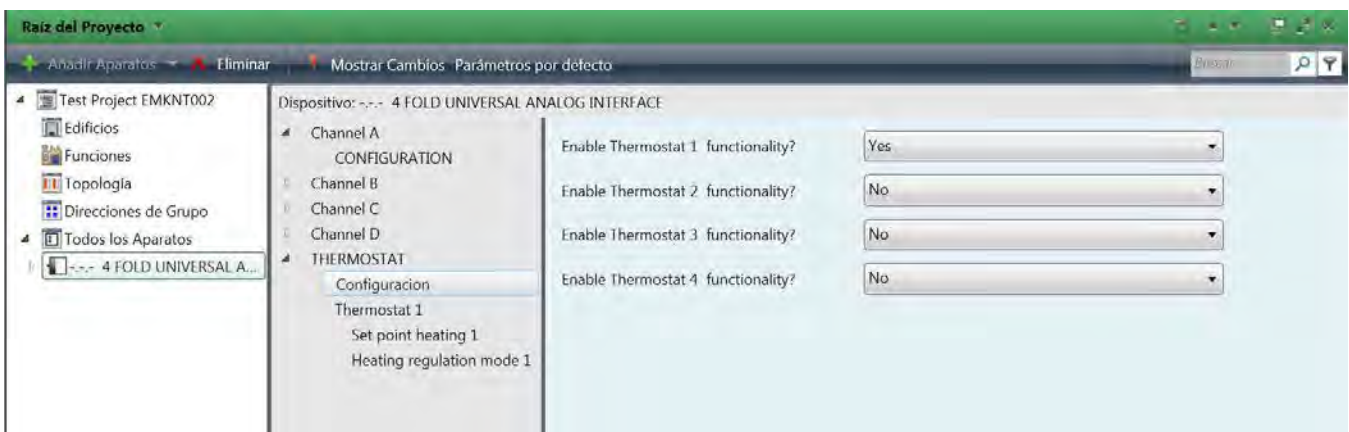 Raíz del Proyecto
Añadir Aparatos Eliminar Mostrar Cambios Parámetros por defecto Buscar
Test Project EMKNT002
Edificios
Funciones
Topología
Direcciones de Grupo
Todos los Aparatos
-.-.- 4 FOLD UNIVERSAL A...
Dispositivo: -.-.- 4 FOLD UNIVERSAL ANALOG INTERFACE
Channel A
CONFIGURATION
Channel B
Channel C
Channel D
THERMOSTAT
Configuracion
Thermostat 1
Set point heating 1
Heating regulation mode 1
Enable Thermostat 1 functionality? Yes
Enable Thermostat 2 functionality? No
Enable Thermostat 3 functionality? No
Enable Thermostat 4 functionality? No